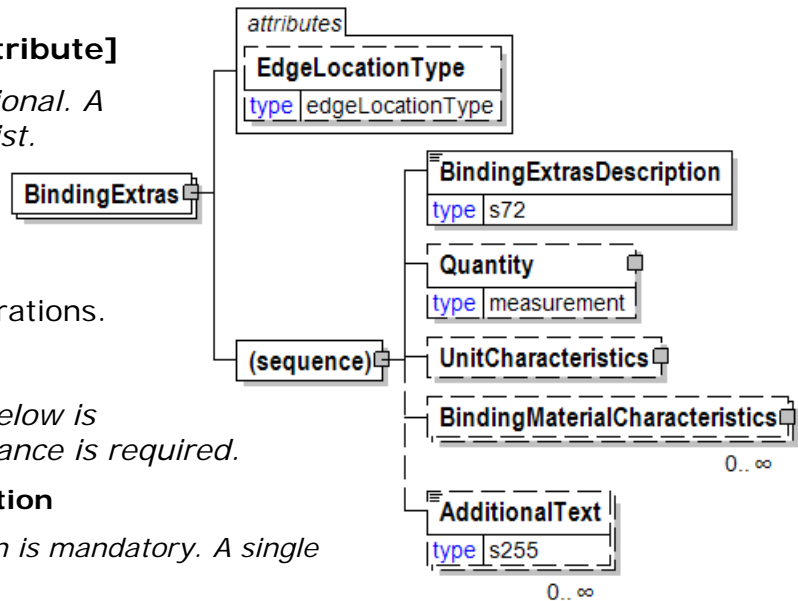 tribute]
ional. A
ist.
rations.
elow is
ance is required.
tion
n is mandatory. A single
attributes
EdgeLocationType
type edgeLocationType
BindingExtras
(sequence)
BindingExtrasDescription
type s72
Quantity
type measurement
UnitCharacteristics
BindingMaterialCharacteristics
0.. ∞
AdditionalText
type s255
0.. ∞